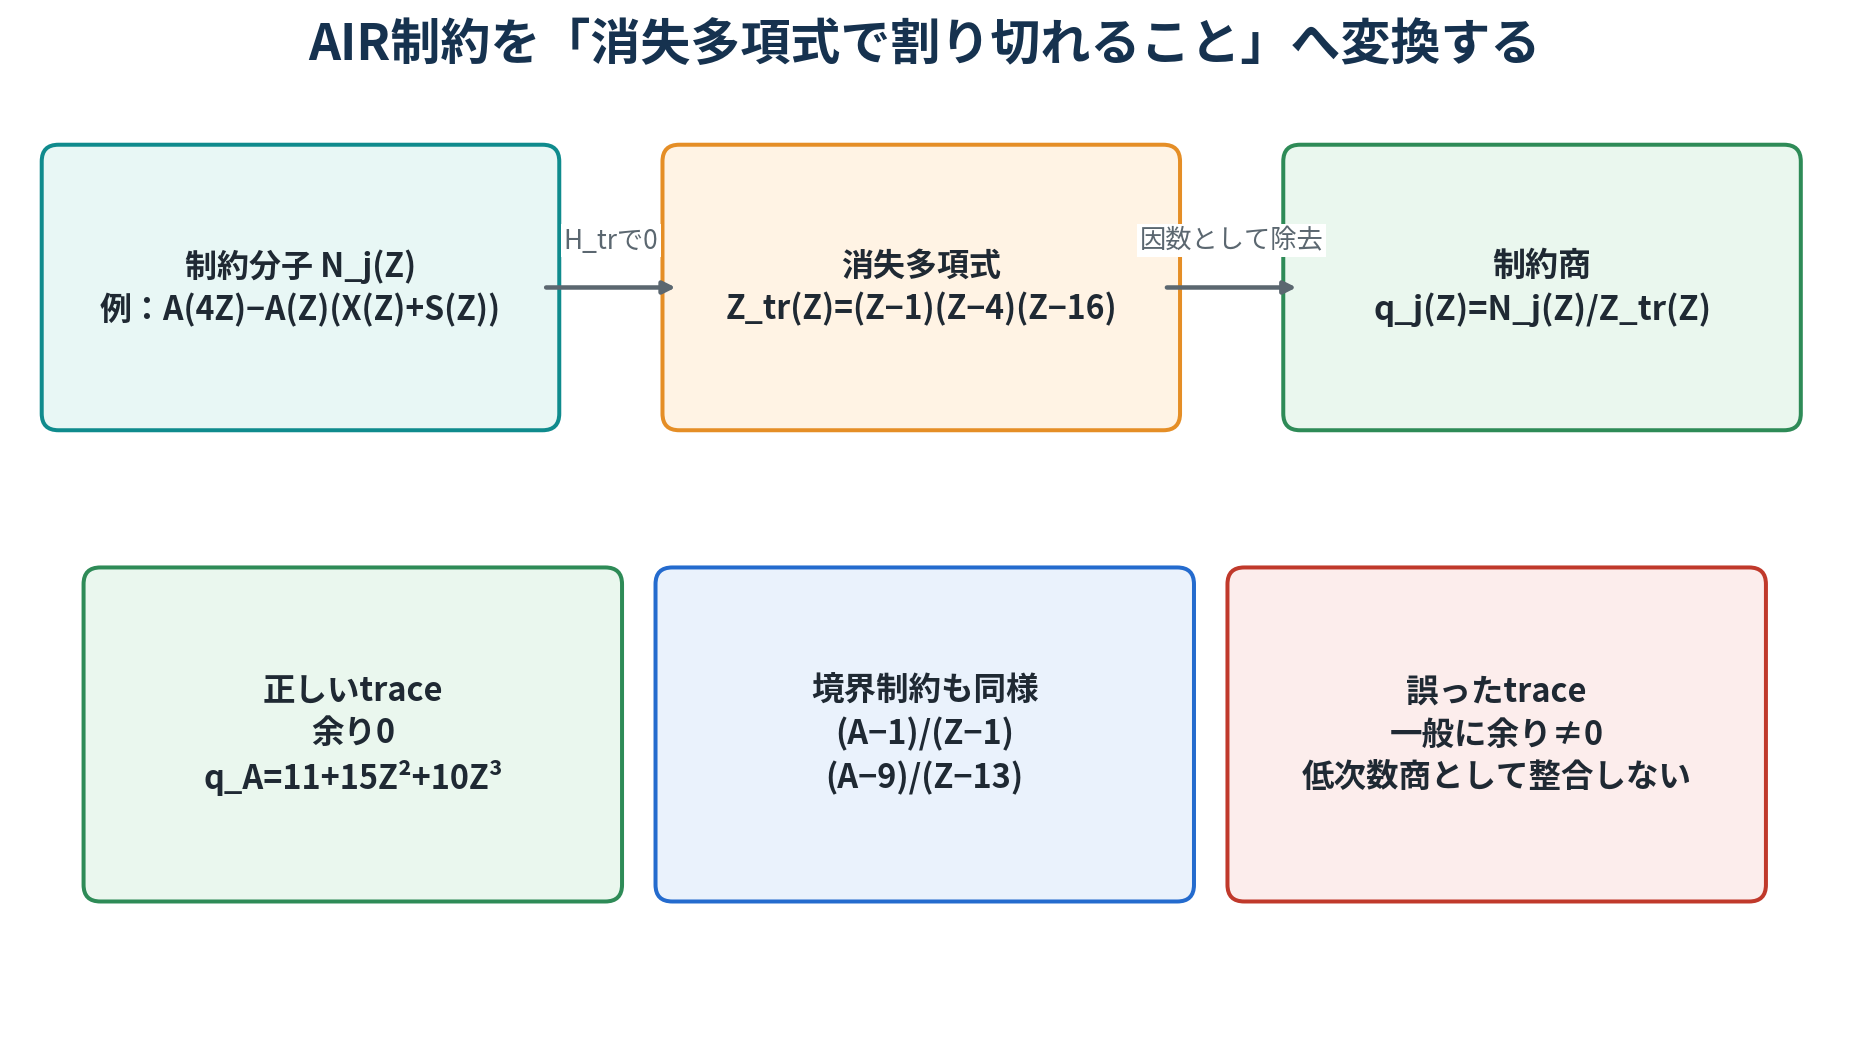 AIR制約を「消失多項式で割り切れること」へ変換する
制約分子 N_j(Z)
例：A(4Z)−A(Z)(X(Z)+S(Z))
H_trで0
消失多項式
Z_tr(Z)=(Z−1)(Z−4)(Z−16)
因数として除去
制約商
q_j(Z)=N_j(Z)/Z_tr(Z)
正しいtrace
余り0
q_A=11+15Z²+10Z³
境界制約も同様
(A−1)/(Z−1)
(A−9)/(Z−13)
誤ったtrace
一般に余り≠0
低次数商として整合しない